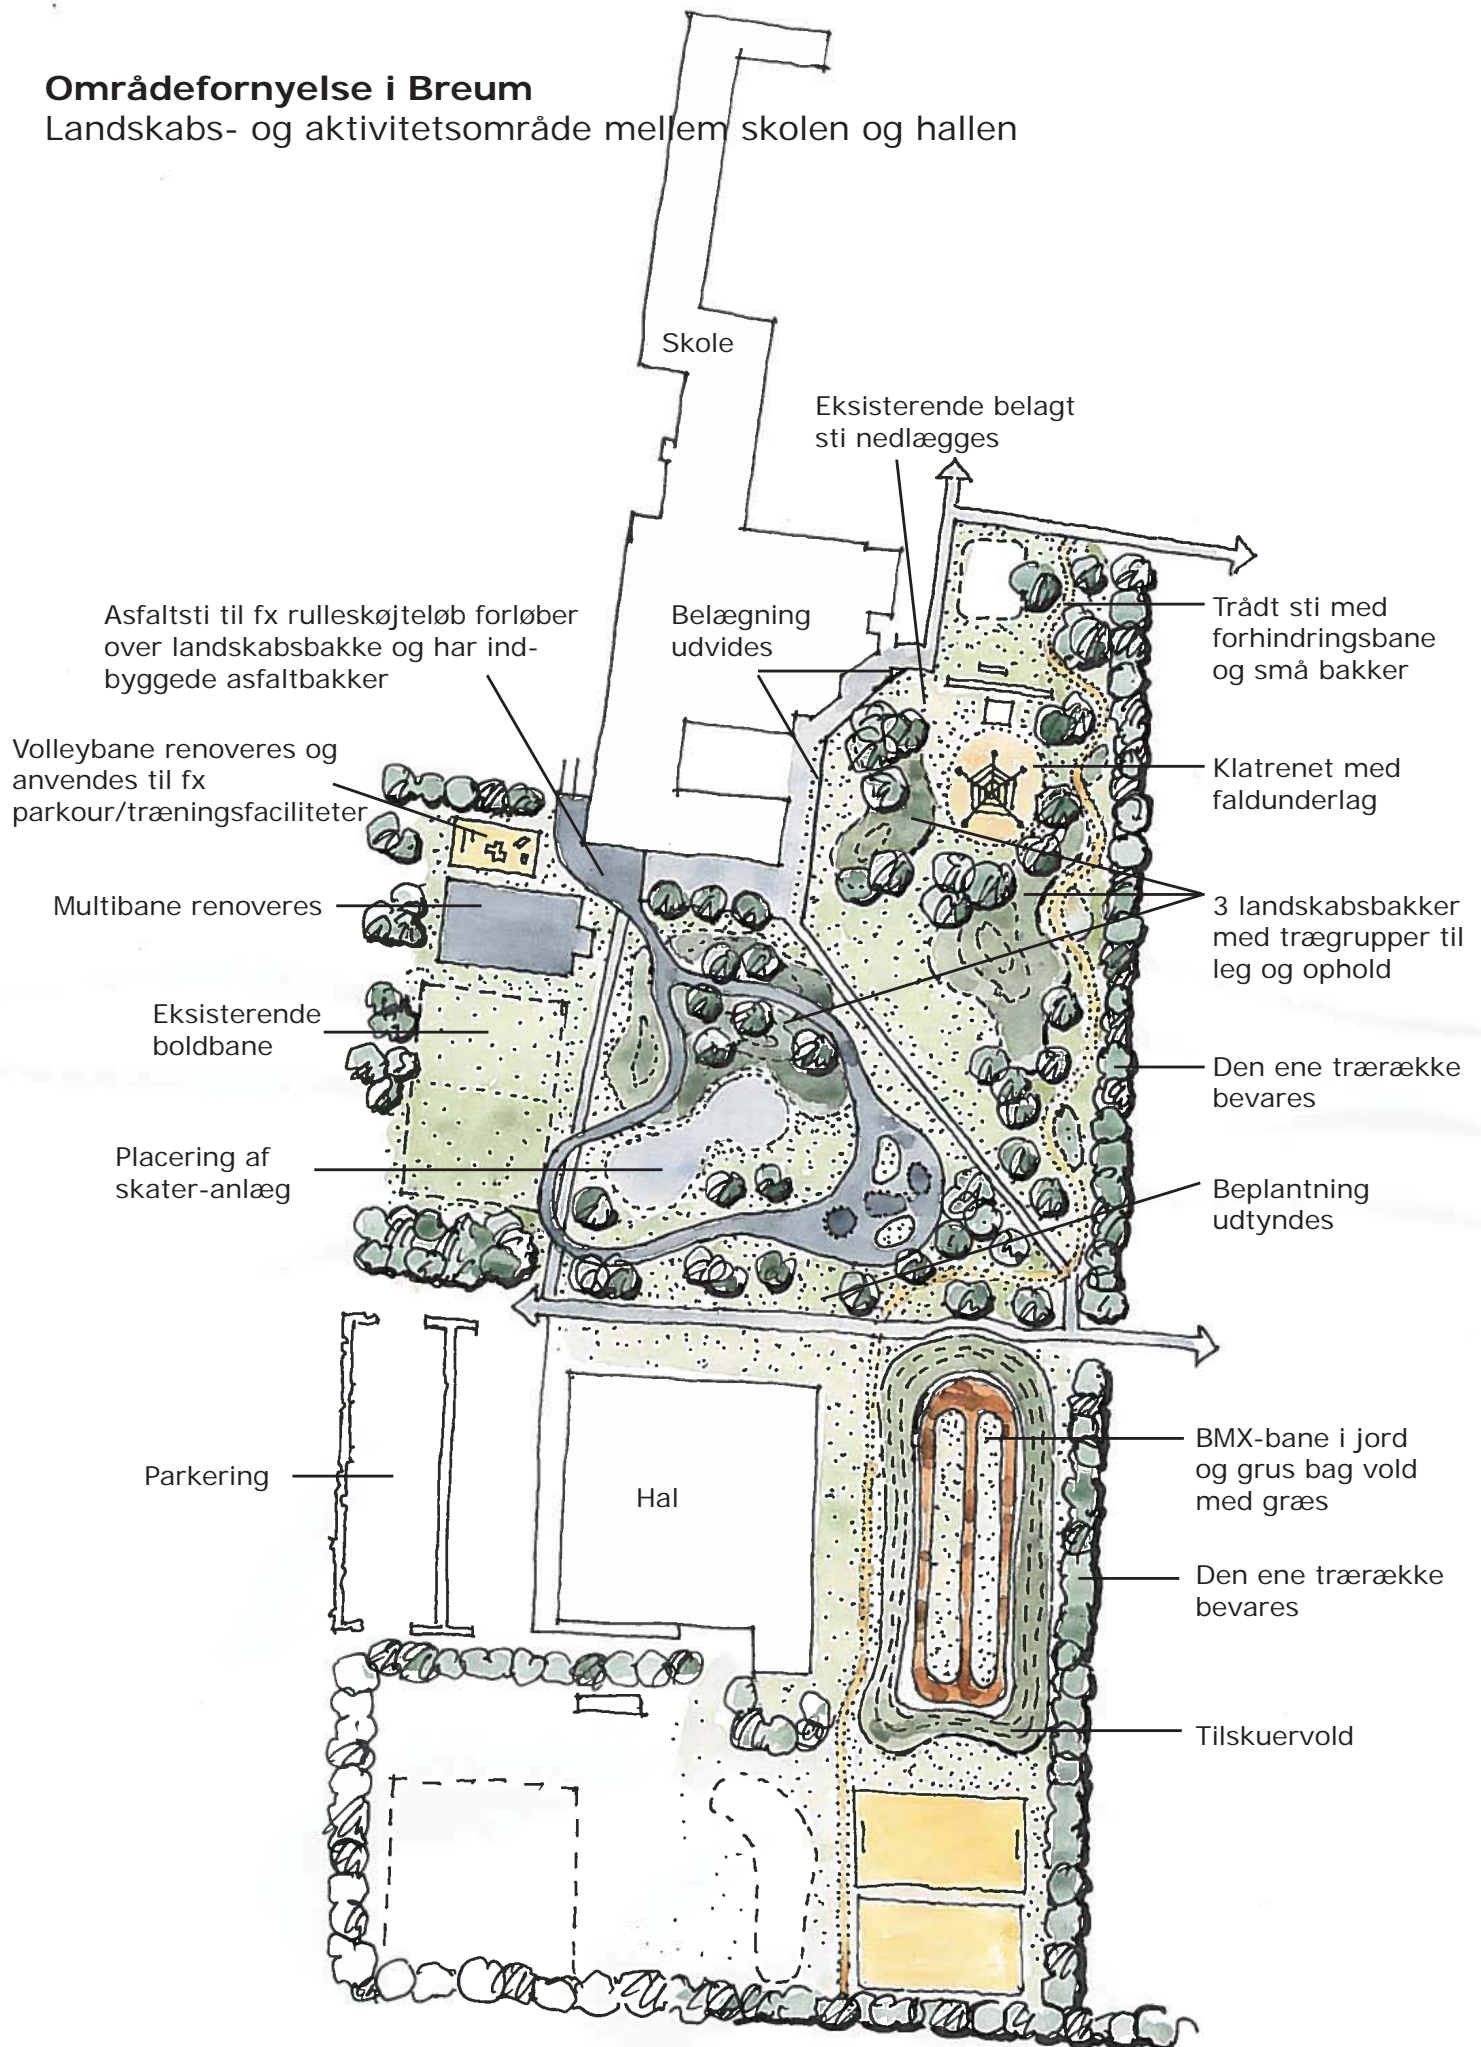 Områdefornyelse i Breum
Landskabs- og aktivitetsområde mellem skolen og hallen
Skole
Eksisterende belagt
sti nedlægges
Asfaltsti til fx rulleskøjteløb forløber
over landskabsbakke og har ind-
byggede asfaltbakker
Belægning
udvides
Trådt sti med
forhindringsbane
og små bakker
Volleybane renoveres og
anvendes til fx
parkour/træningsfaciliteter
Klatrenet med
faldunderlag
Multibane renoveres
3 landskabsbakker
med trægrupper til
leg og ophold
Eksisterende
boldbane
Den ene trærække
bevares
Placering af
skater-anlæg
Beplantning
udtyndes
Parkering
Hal
BMX-bane i jord
og grus bag vold
med græs
Den ene trærække
bevares
Tilskuervold